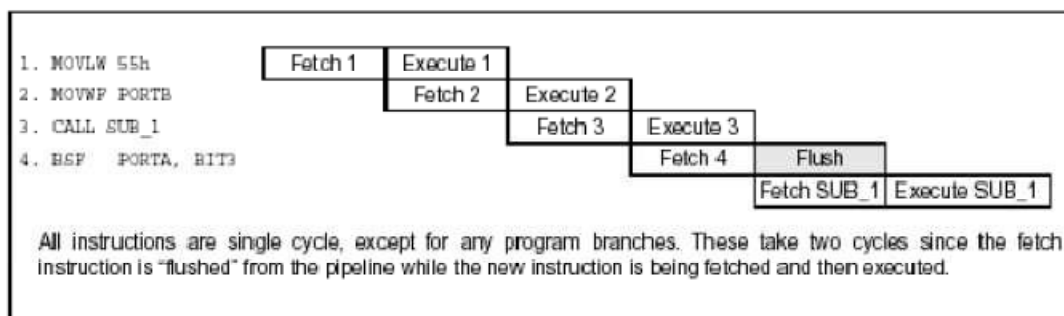 1. MOVLW 55h Fetch 1 Execute 1
2. MOVWF PORTB Fetch 2 Execute 2
3. CALL SUB_1 Fetch 3 Execute 3
4. BSF PORTA, BIT3 Fetch 4 Flush
Fetch SUB_1 Execute SUB_1
All instructions are single cycle, except for any program branches. These take two cycles since the fetch
instruction is “flushed” from the pipeline while the new instruction is being fetched and then executed.